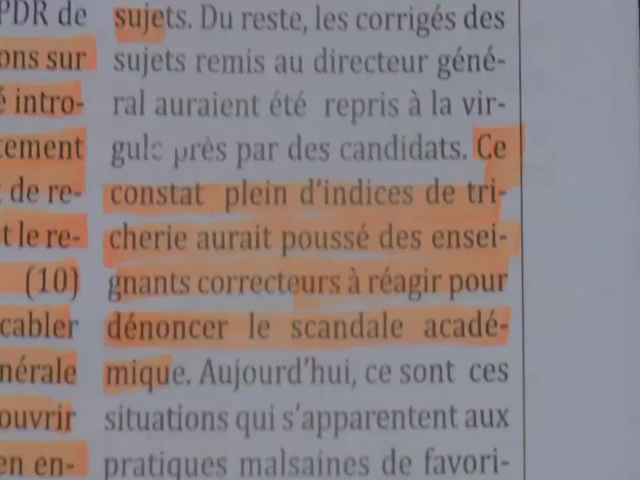 PDR de
ons sur
é intro-
cement
de re-
t le re-
(10)
cabler
nérale
ouvrir
en en-
sujets. Du reste, les corrigés des
sujets remis au directeur géné-
ral auraient été repris à la vir-
gule près par des candidats. Ce
constat plein d'indices de tri-
cherie aurait poussé des ensei-
gnants correcteurs à réagir pour
dénoncer le scandale acadé-
mique. Aujourd'hui, ce sont ces
situations qui s'apparentent aux
pratiques malsaines de favori-